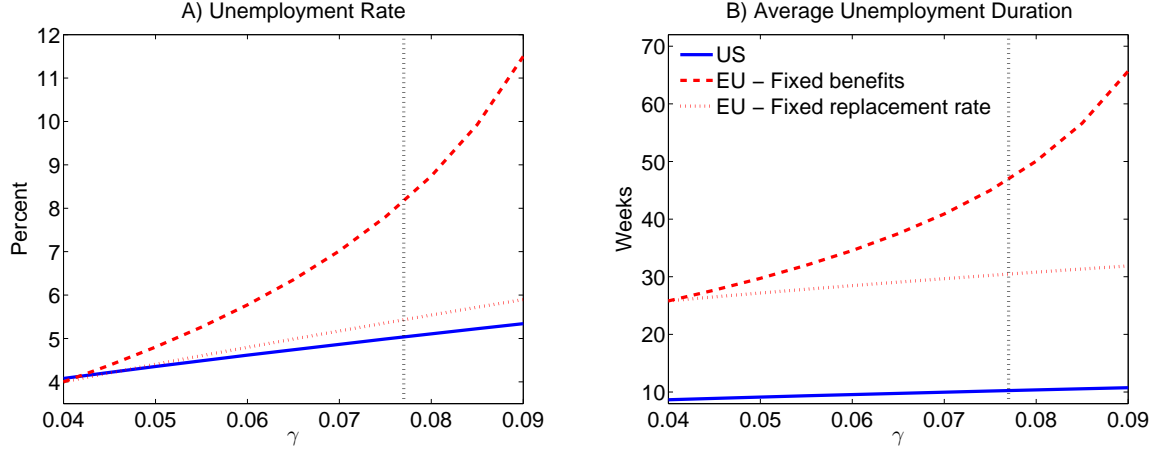 A) Unemployment Rate
12
11
10
9
8
7
6
5
4
Percent
0.04 0.05 0.06 0.07 0.08 0.09
γ
B) Average Unemployment Duration
US
EU − Fixed benefits
EU − Fixed replacement rate
70
60
50
40
30
20
10
Weeks
0.04 0.05 0.06 0.07 0.08 0.09
γ